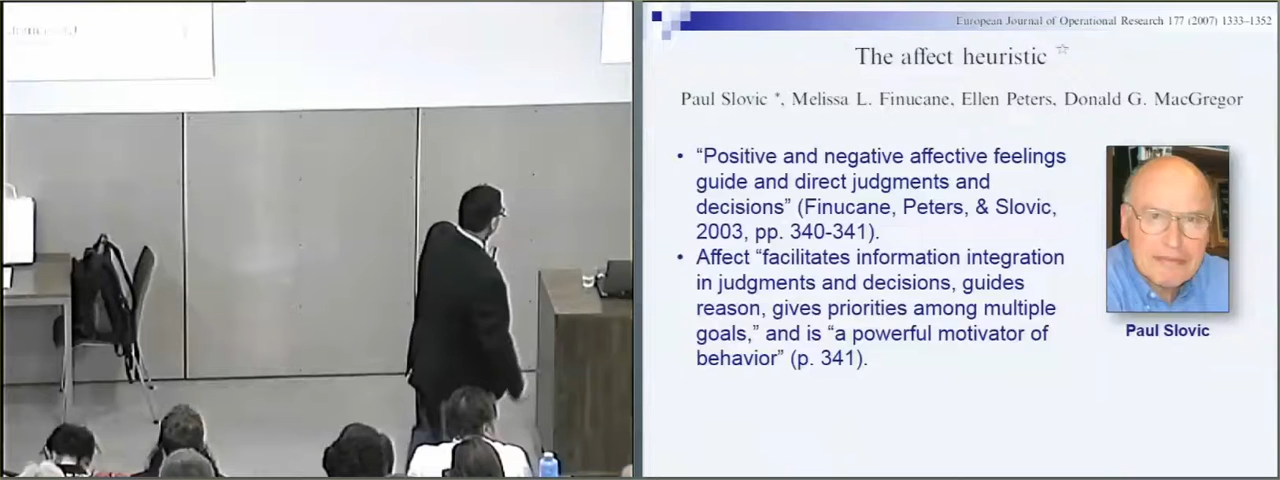 European Journal of Operational Research 177 (2007) 1333–1352
The affect heuristic ☆
Paul Slovic *, Melissa L. Finucane, Ellen Peters, Donald G. MacGregor
• “Positive and negative affective feelings
guide and direct judgments and
decisions” (Finucane, Peters, & Slovic,
2003, pp. 340-341).
• Affect “facilitates information integration
in judgments and decisions, guides
reason, gives priorities among multiple
goals,” and is “a powerful motivator of
behavior” (p. 341).
Paul Slovic